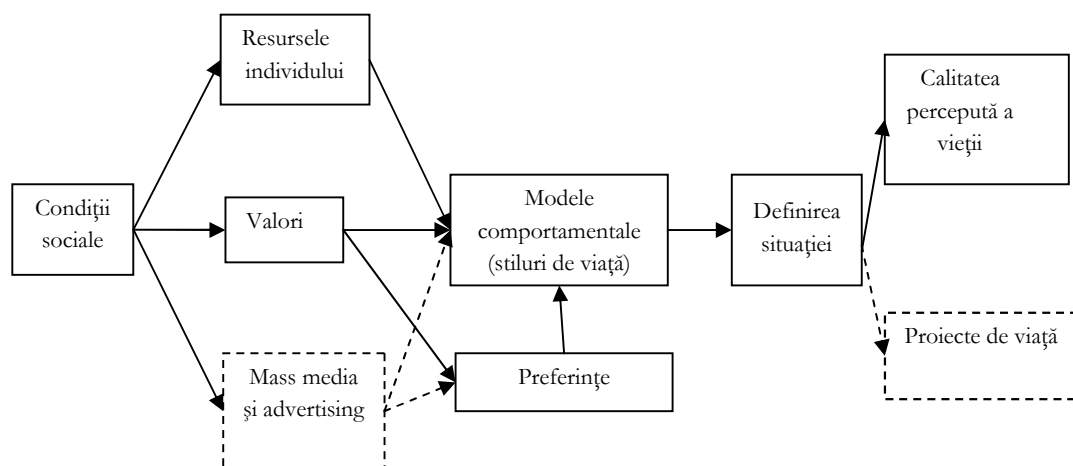 Resursele
individului
Calitatea
percepută a
vieţii
Condiţii
sociale
Valori
Modele
comportamentale
(stiluri de viaţă)
Definirea
situaţiei
Mass media
şi advertising
Preferinţe
Proiecte de viaţă